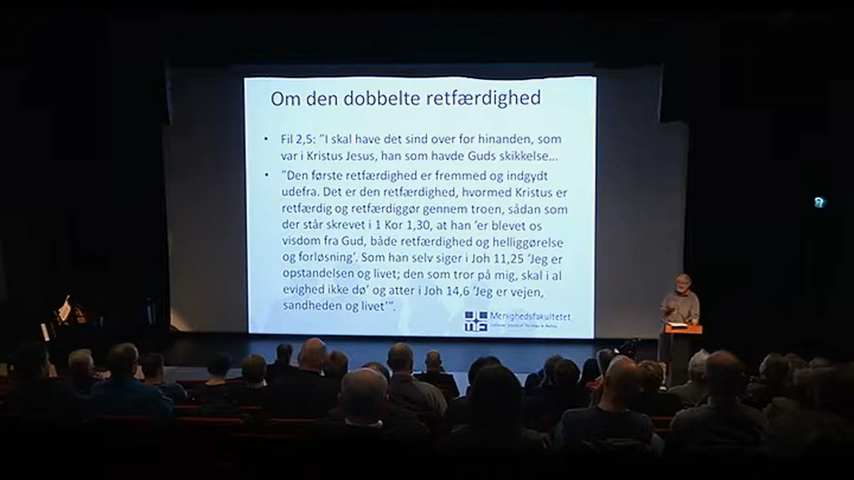 Om den dobbelte retfærdighed
• Fil 2,5: "I skal have det sind over for hinanden, som
var i Kristus Jesus, han som havde Guds skikkelse...
• "Den første retfærdighed er fremmed og indgydt
udefra. Det er den retfærdighed, hvormed Kristus er
retfærdig og retfærdiggør gennem troen, sådan som
der står skrevet i 1 Kor 1,30, at han 'er blevet os
visdom fra Gud, både retfærdighed og helliggørelse
og forløsning'. Som han selv siger i Joh 11,25 'Jeg er
opstandelsen og livet; den som tror på mig, skal i al
evighed ikke dø' og atter i Joh 14,6 'Jeg er vejen,
sandheden og livet'".
Menighedsfakultetet